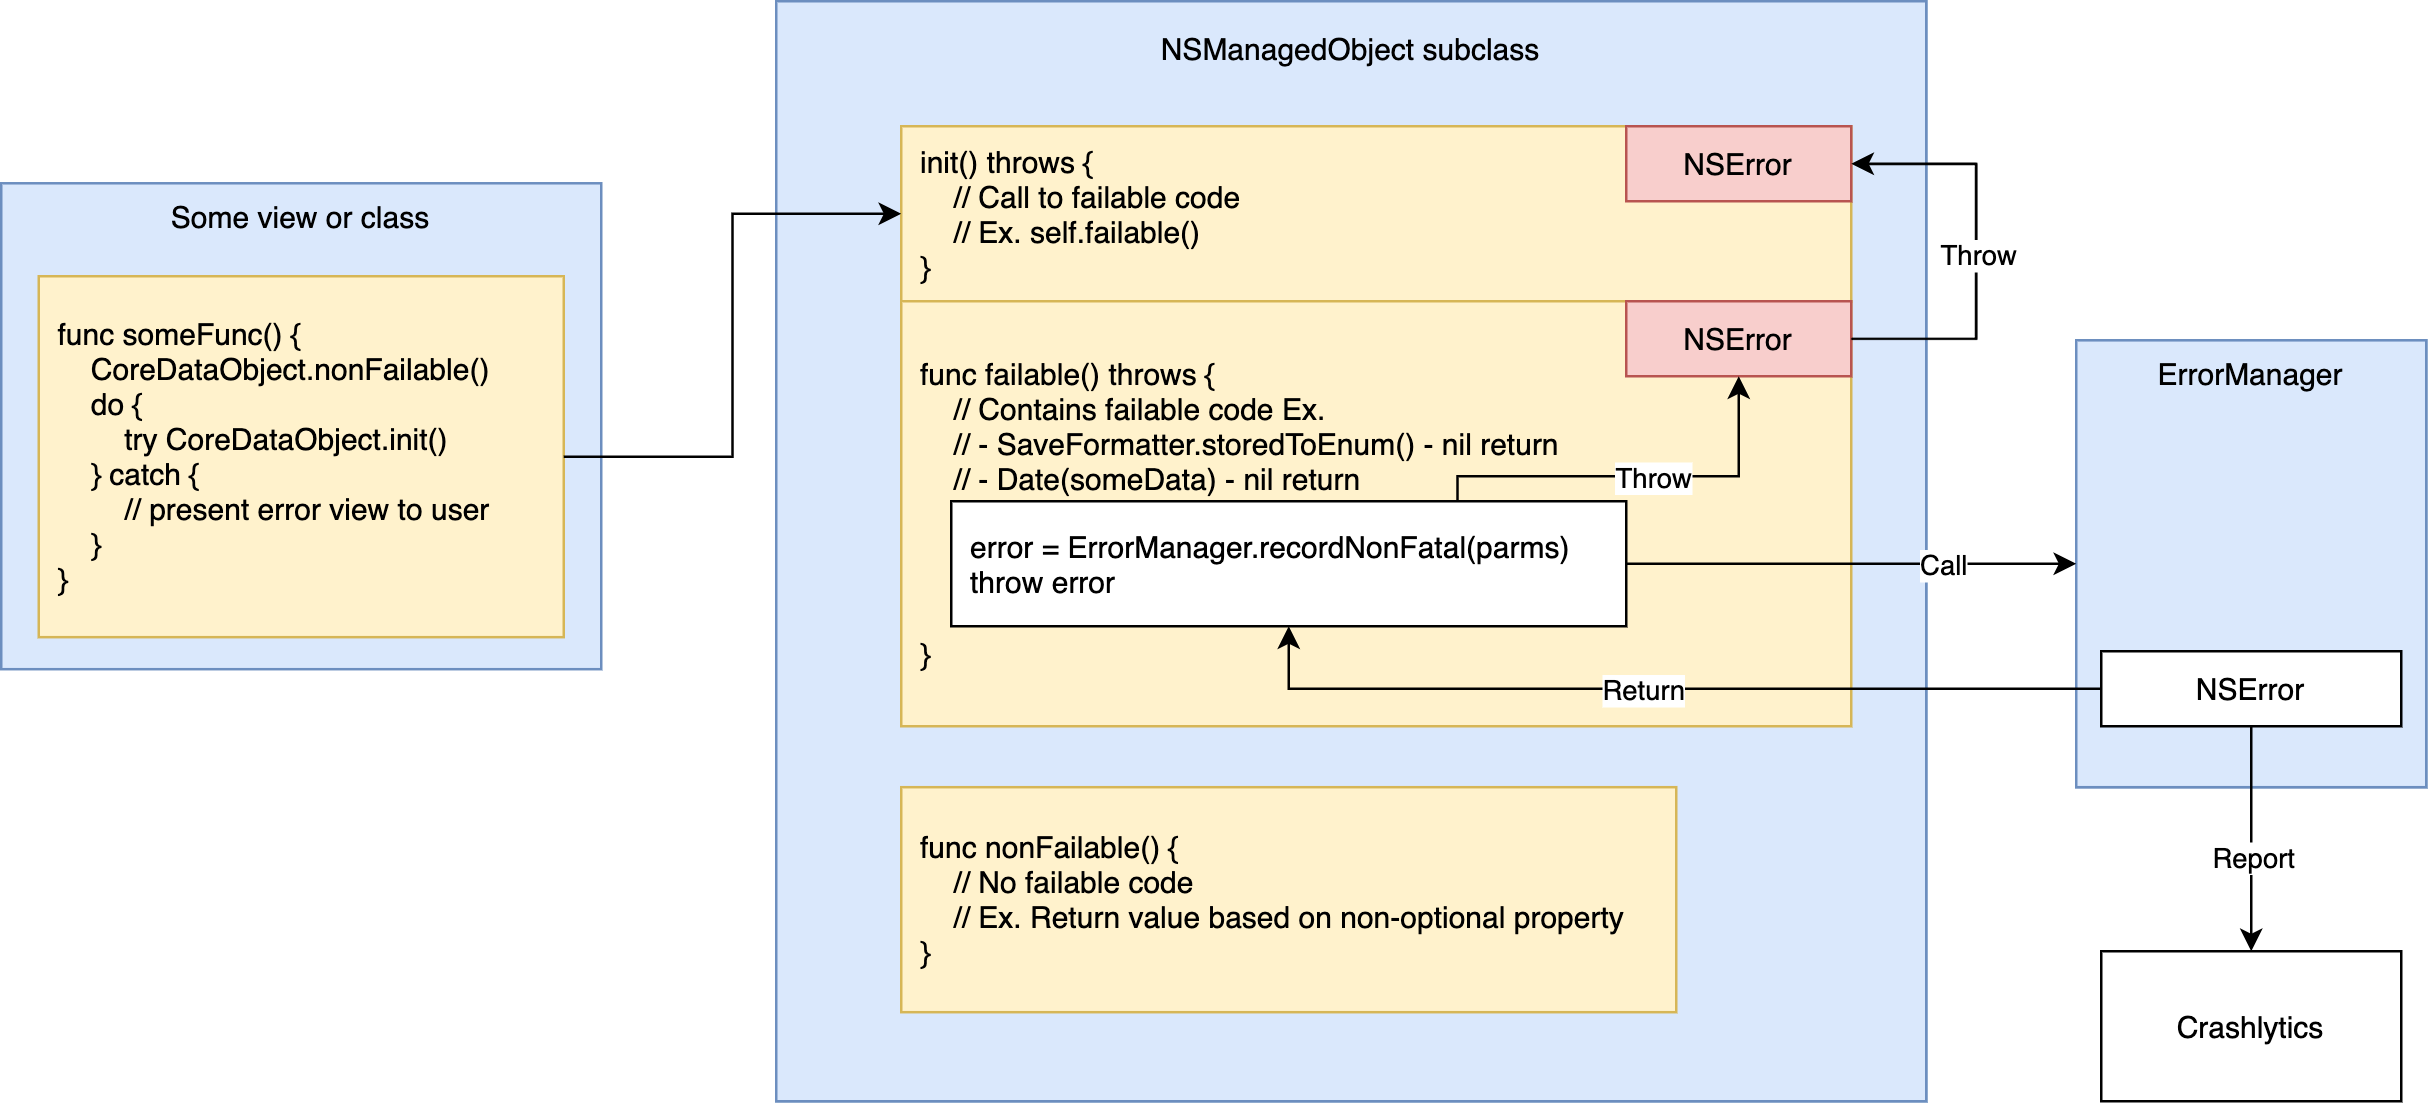 NSManagedObject subclass
Some view or class
func someFunc() {
CoreDataObject.nonFailable()
do {
try CoreDataObject.init()
} catch {
// present error view to user
}
}
init() throws {
// Call to failable code
// Ex. self.failable()
}
NSError
Throw
NSError
func failable() throws {
// Contains failable code Ex.
// - SaveFormatter.storedToEnum() - nil return
// - Date(someData) - nil return
Throw
error = ErrorManager.recordNonFatal(parms)
throw error
}
Call
Return
ErrorManager
NSError
Report
Crashlytics
func nonFailable() {
// No failable code
// Ex. Return value based on non-optional property
}